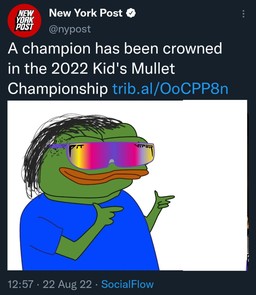 NEW
YORK
POST
New York Post
@nypost
A champion has been crowned
in the 2022 Kid's Mullet
Championship trib.al/OoCPP8n
12:57 · 22 Aug 22 · SocialFlow